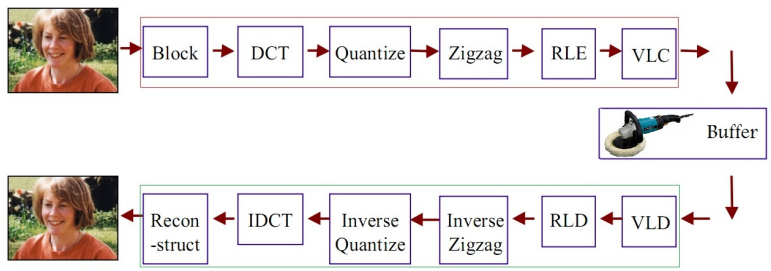 Block
DCT
Quantize
Zigzag
RLE
VLC
Buffer
Recon
-struct
IDCT
Inverse
Quantize
Inverse
Zigzag
RLD
VLD